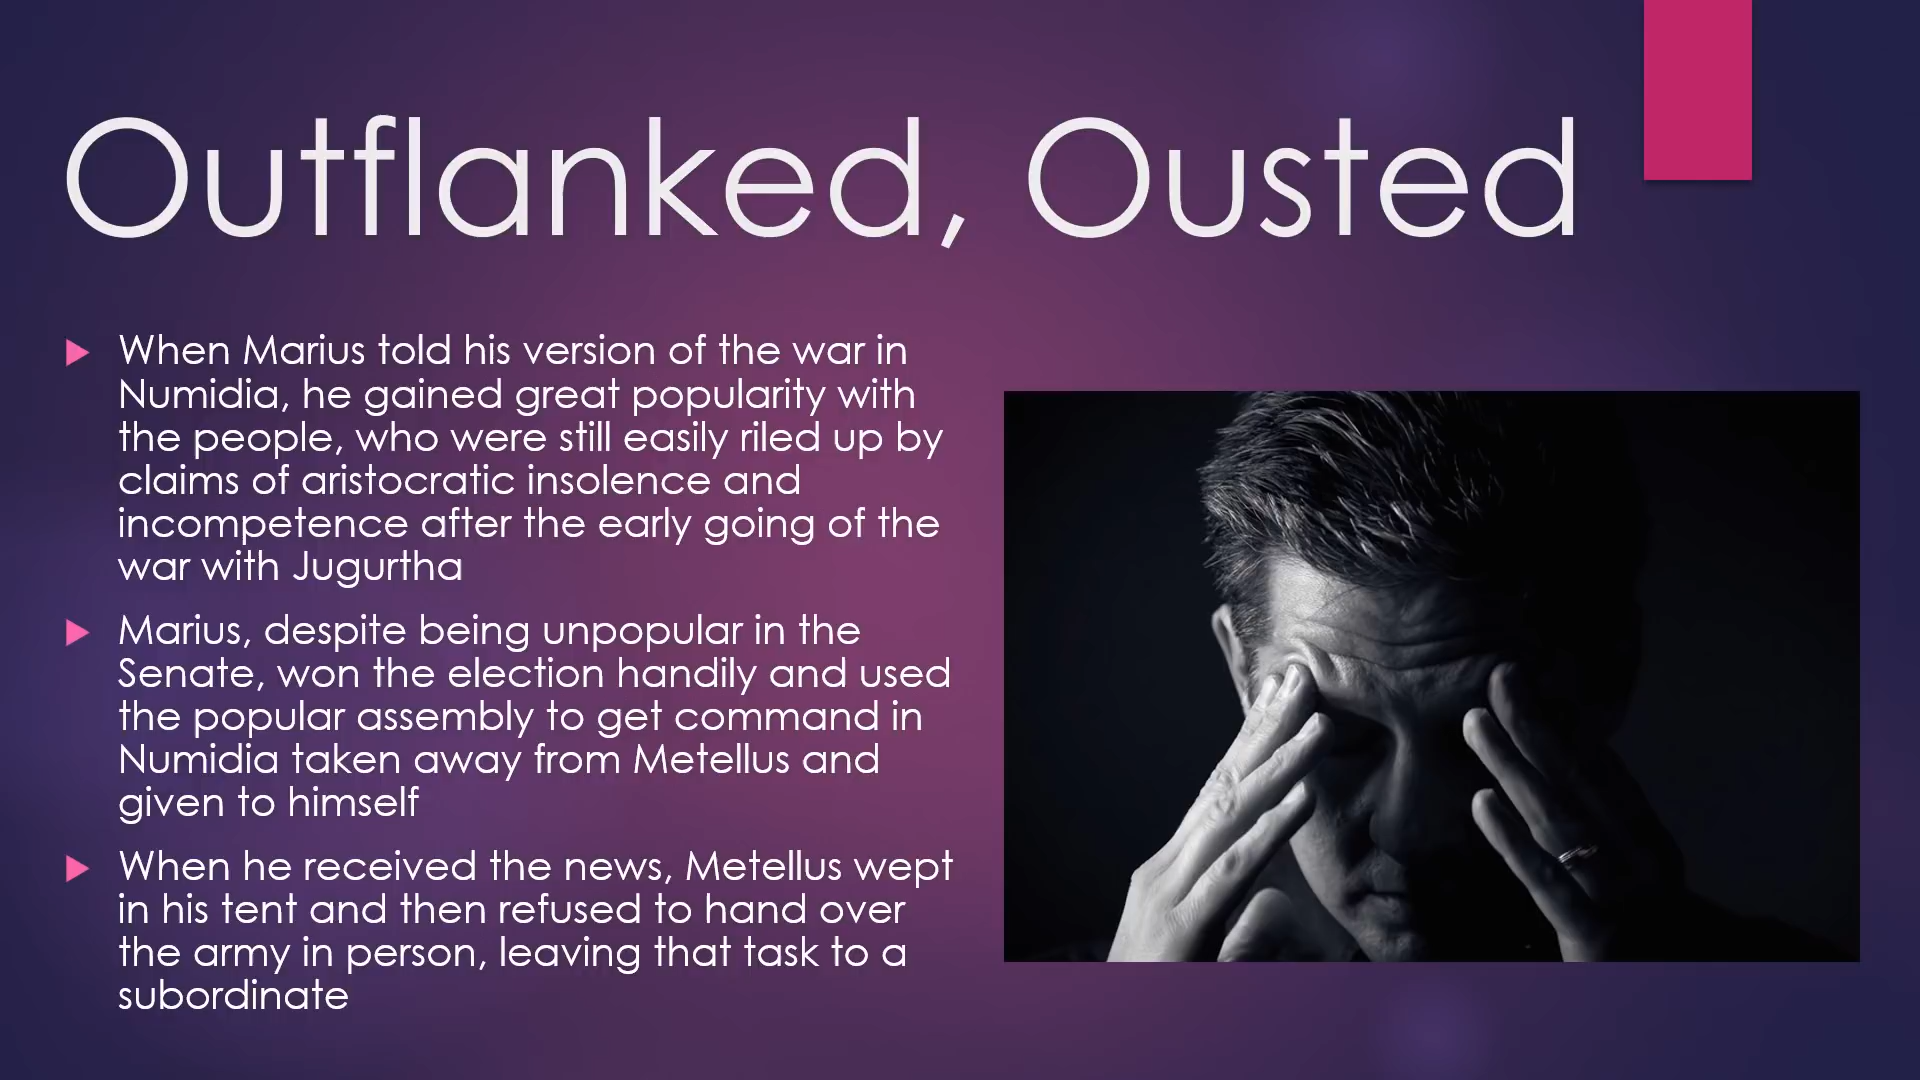 Outflanked, Ousted
When Marius told his version of the war in
Numidia, he gained great popularity with
the people, who were still easily riled up by
claims of aristocratic insolence and
incompetence after the early going of the
war with Jugurtha
Marius, despite being unpopular in the
Senate, won the election handily and used
the popular assembly to get command in
Numidia taken away from Metellus and
given to himself
When he received the news, Metellus wept
in his tent and then refused to hand over
the army in person, leaving that task to a
subordinate